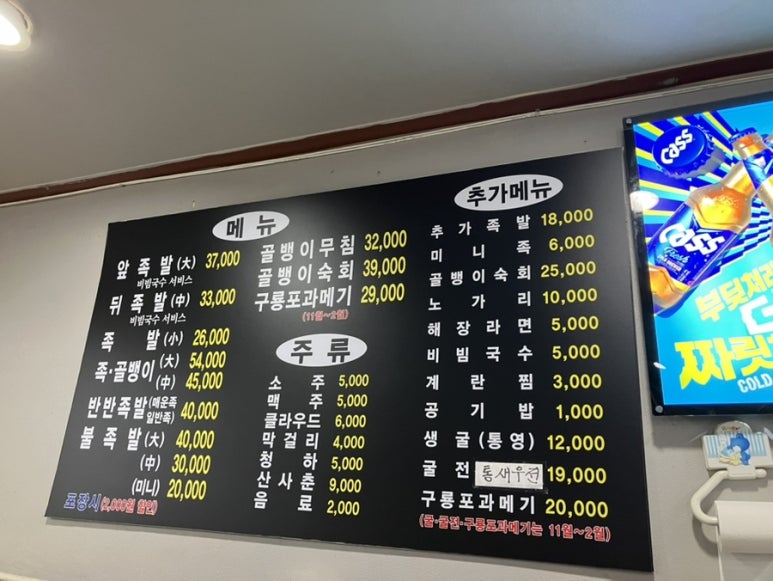 메뉴
앞족발(大) 37,000
비빔국수 서비스
뒤족발(中) 33,000
비빔국수 서비스
족발(小) 26,000
족·골뱅이(大) 54,000
(中) 45,000
반반족발(매운족 일반족) 40,000
불족발(大) 40,000
(中) 30,000
(미니) 20,000
포장시(2,000원 할인)
골뱅이무침 32,000
골뱅이숙회 39,000
구룡포과메기 29,000
(11월~2월)
주류
소주 5,000
맥주 5,000
클라우드 6,000
막걸리 4,000
청하 5,000
산사춘 9,000
음료 2,000
추가메뉴
추가족발 18,000
미니족 6,000
골뱅이숙회 25,000
노가리 10,000
해장라면 5,000
비빔국수 5,000
계란찜 3,000
공기밥 1,000
생굴(통영) 12,000
굴전 통새우전 19,000
구룡포과메기 20,000
(굴·굴전·구룡포과메기는 11월~2월)
Cass
Cass
Fresh
부딪쳐라
짜릿
COLD